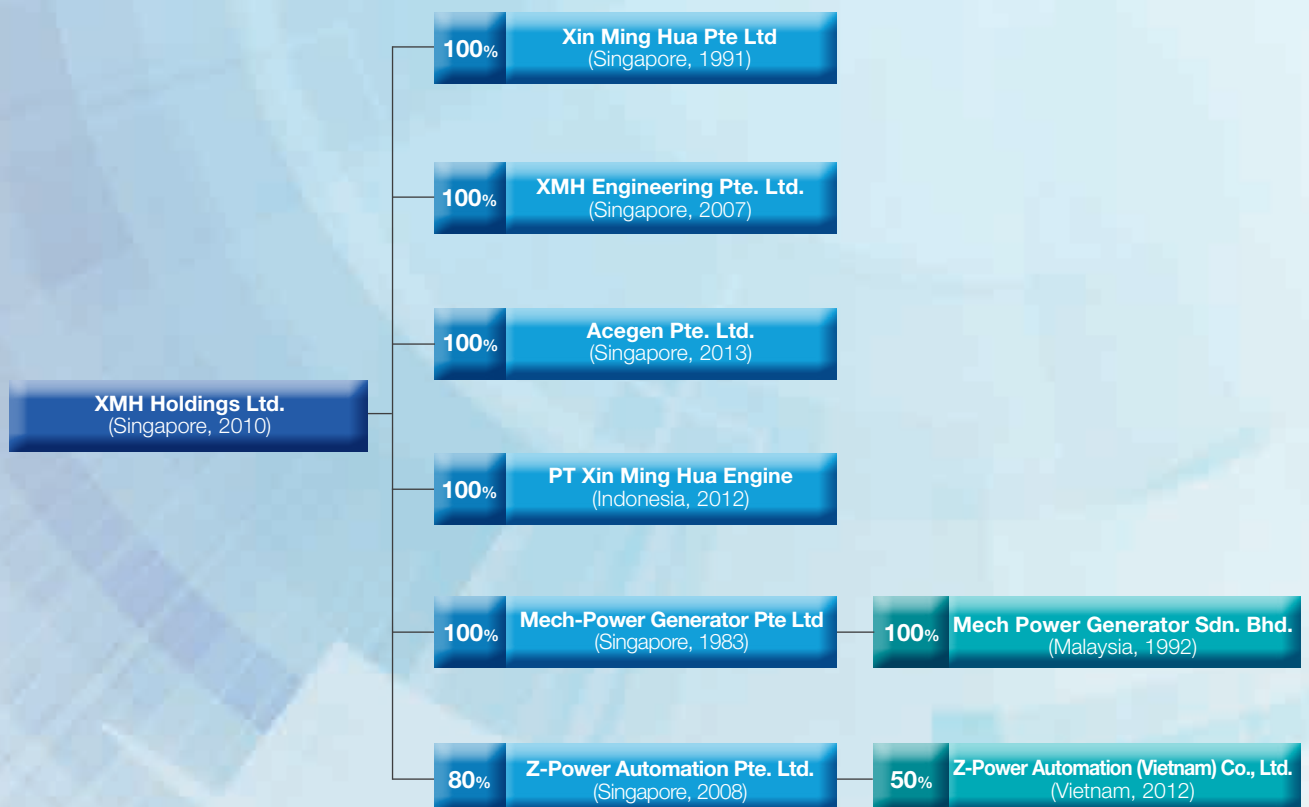 100%
Xin Ming Hua Pte Ltd
(Singapore, 1991)
100%
XMH Engineering Pte. Ltd.
(Singapore, 2007)
100%
Acegen Pte. Ltd.
(Singapore, 2013)
XMH Holdings Ltd.
(Singapore, 2010)
100%
PT Xin Ming Hua Engine
(Indonesia, 2012)
100%
Mech-Power Generator Pte Ltd
(Singapore, 1983)
100%
Mech Power Generator Sdn. Bhd.
(Malaysia, 1992)
80%
Z-Power Automation Pte. Ltd.
(Singapore, 2008)
50%
Z-Power Automation (Vietnam) Co., Ltd.
(Vietnam, 2012)